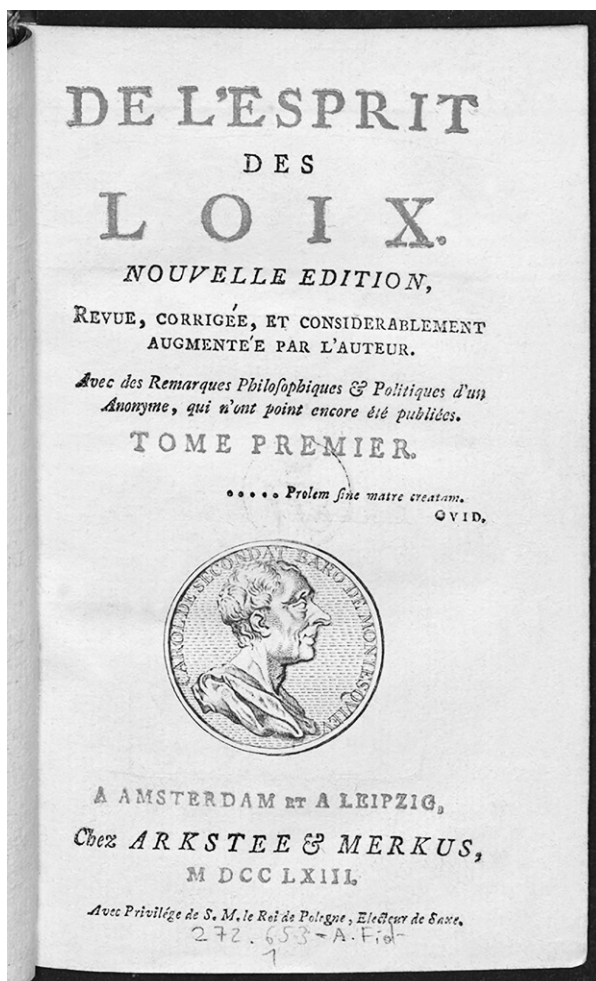 DE L'ESPRIT
DES
LOIX.
NOUVELLE EDITION,
REVUE, CORRIGÉE, ET CONSIDERABLEMENT
AUGMENTÉE PAR L'AUTEUR.
Avec des Remarques Philoſophiques & Politiques d'un
Anonyme, qui n'ont point encore été publiées.
TOME PREMIER.
..... Prolem ſine matre creatam.
OVID.
CAROL. DE SECONDAT BARO DE MONTESQUIEU
A AMSTERDAM ET A LEIPZIG,
Chez ARKSTEE & MERKUS,
M DCC LXIII.
Avec Privilége de S. M. le Roi de Pologne, Electeur de Saxe.
272.653-A.Fid
1